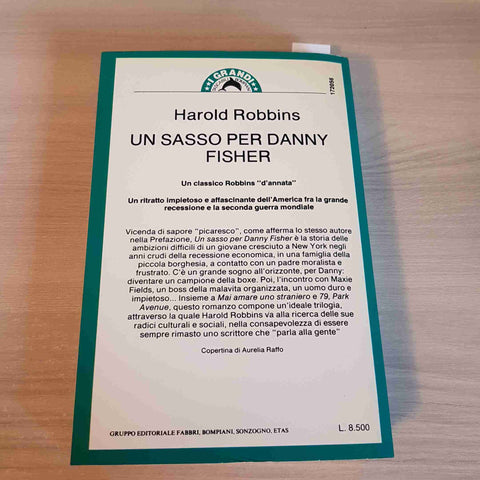 I GRANDI
172056
Harold Robbins
UN SASSO PER DANNY
FISHER
Un classico Robbins "d'annata"
Un ritratto impietoso e affascinante dell'America fra la grande
recessione e la seconda guerra mondiale
Vicenda di sapore "picaresco", come afferma lo stesso autore
nella Prefazione, Un sasso per Danny Fisher è la storia delle
ambizioni difficili di un giovane cresciuto a New York negli
anni crudi della recessione economica, in una famiglia della
piccola borghesia, a contatto con un padre moralista e
frustrato. C'è un grande sogno all'orizzonte, per Danny:
diventare un campione della boxe. Poi, l'incontro con Maxie
Fields, un boss della malavita organizzata, un uomo duro e
impietoso... Insieme a Mai amare uno straniero e 79, Park
Avenue, questo romanzo compone un'ideale trilogia,
attraverso la quale Harold Robbins va alla ricerca delle sue
radici culturali e sociali, nella consapevolezza di essere
sempre rimasto uno scrittore che "parla alla gente"
Copertina di Aurelia Raffo
GRUPPO EDITORIALE FABBRI, BOMPIANI, SONZOGNO, ETAS
L. 8.500